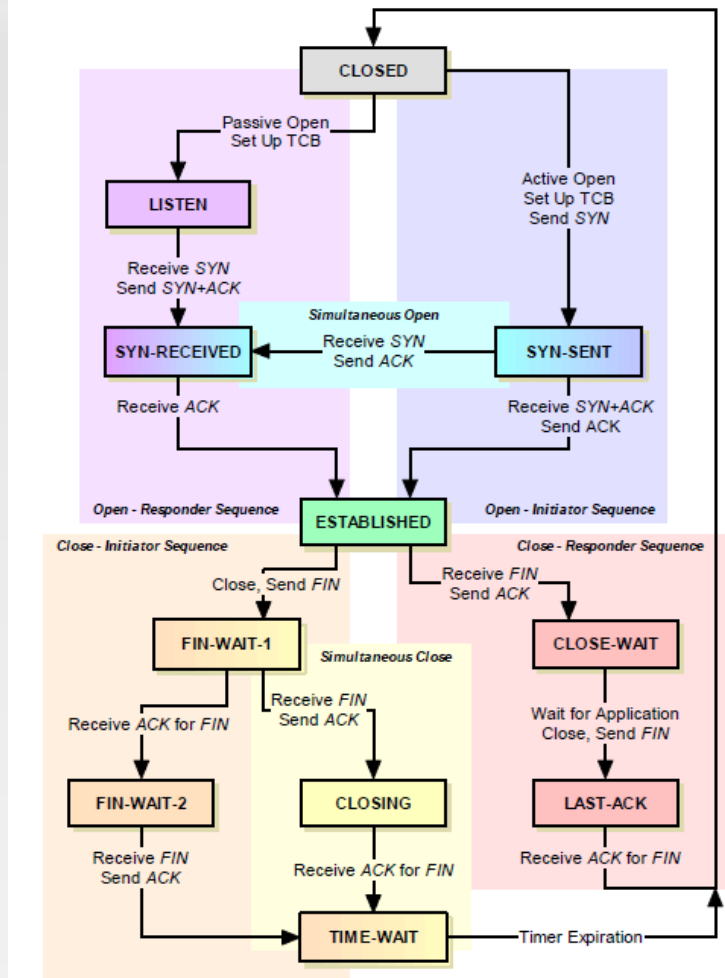 CLOSED
Passive Open
Set Up TCB
Active Open
Set Up TCB
Send SYN
LISTEN
Receive SYN
Send SYN+ACK
Simultaneous Open
SYN-RECEIVED
Receive SYN
Send ACK
SYN-SENT
Receive ACK
Receive SYN+ACK
Send ACK
Open - Responder Sequence
ESTABLISHED
Open - Initiator Sequence
Close - Initiator Sequence
Close - Responder Sequence
Close, Send FIN
Receive FIN
Send ACK
FIN-WAIT-1
Simultaneous Close
CLOSE-WAIT
Receive ACK for FIN
Receive FIN
Send ACK
Wait for Application
Close, Send FIN
FIN-WAIT-2
CLOSING
LAST-ACK
Receive FIN
Send ACK
Receive ACK for FIN
Receive ACK for FIN
TIME-WAIT
Timer Expiration